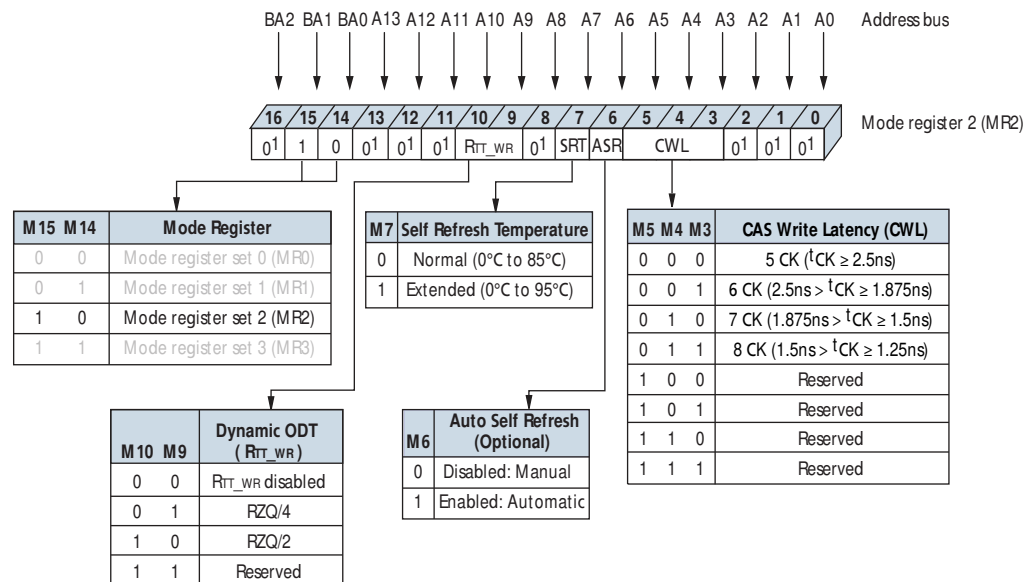 BA2 BA1 BA0 A13 A12 A11 A10 A9 A8 A7 A6 A5 A4 A3 A2 A1 A0 Address bus
16 15 14 13 12 11 10 9 8 7 6 5 4 3 2 1 0
Mode register 2 (MR2)
0¹ 1 0 0¹ 0¹ 0¹ RTT_WR 0¹ SRT ASR CWL 0¹ 0¹ 0¹
M15 M14 Mode Register
0 0 Mode register set 0 (MR0)
0 1 Mode register set 1 (MR1)
1 0 Mode register set 2 (MR2)
1 1 Mode register set 3 (MR3)
M7 Self Refresh Temperature
0 Normal (0°C to 85°C)
1 Extended (0°C to 95°C)
M5 M4 M3 CAS Write Latency (CWL)
0 0 0 5 CK (tCK ≥ 2.5ns)
0 0 1 6 CK (2.5ns > tCK ≥ 1.875ns)
0 1 0 7 CK (1.875ns > tCK ≥ 1.5ns)
0 1 1 8 CK (1.5ns > tCK ≥ 1.25ns)
1 0 0 Reserved
1 0 1 Reserved
1 1 0 Reserved
1 1 1 Reserved
M10 M9 Dynamic ODT
(RTT_WR)
0 0 RTT_WR disabled
0 1 RZQ/4
1 0 RZQ/2
1 1 Reserved
M6 Auto Self Refresh
(Optional)
0 Disabled: Manual
1 Enabled: Automatic